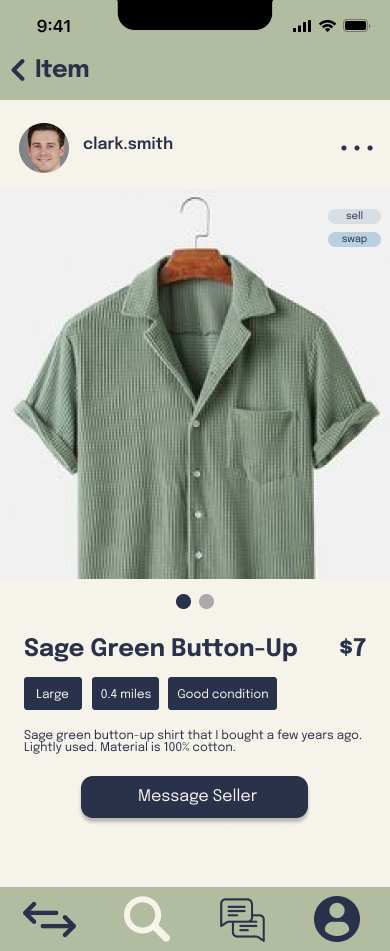 9:41
Item
clark.smith
sell
swap
Sage Green Button-Up $7
Large 0.4 miles Good condition
Sage green button-up shirt that I bought a few years ago.
Lightly used. Material is 100% cotton.
Message Seller